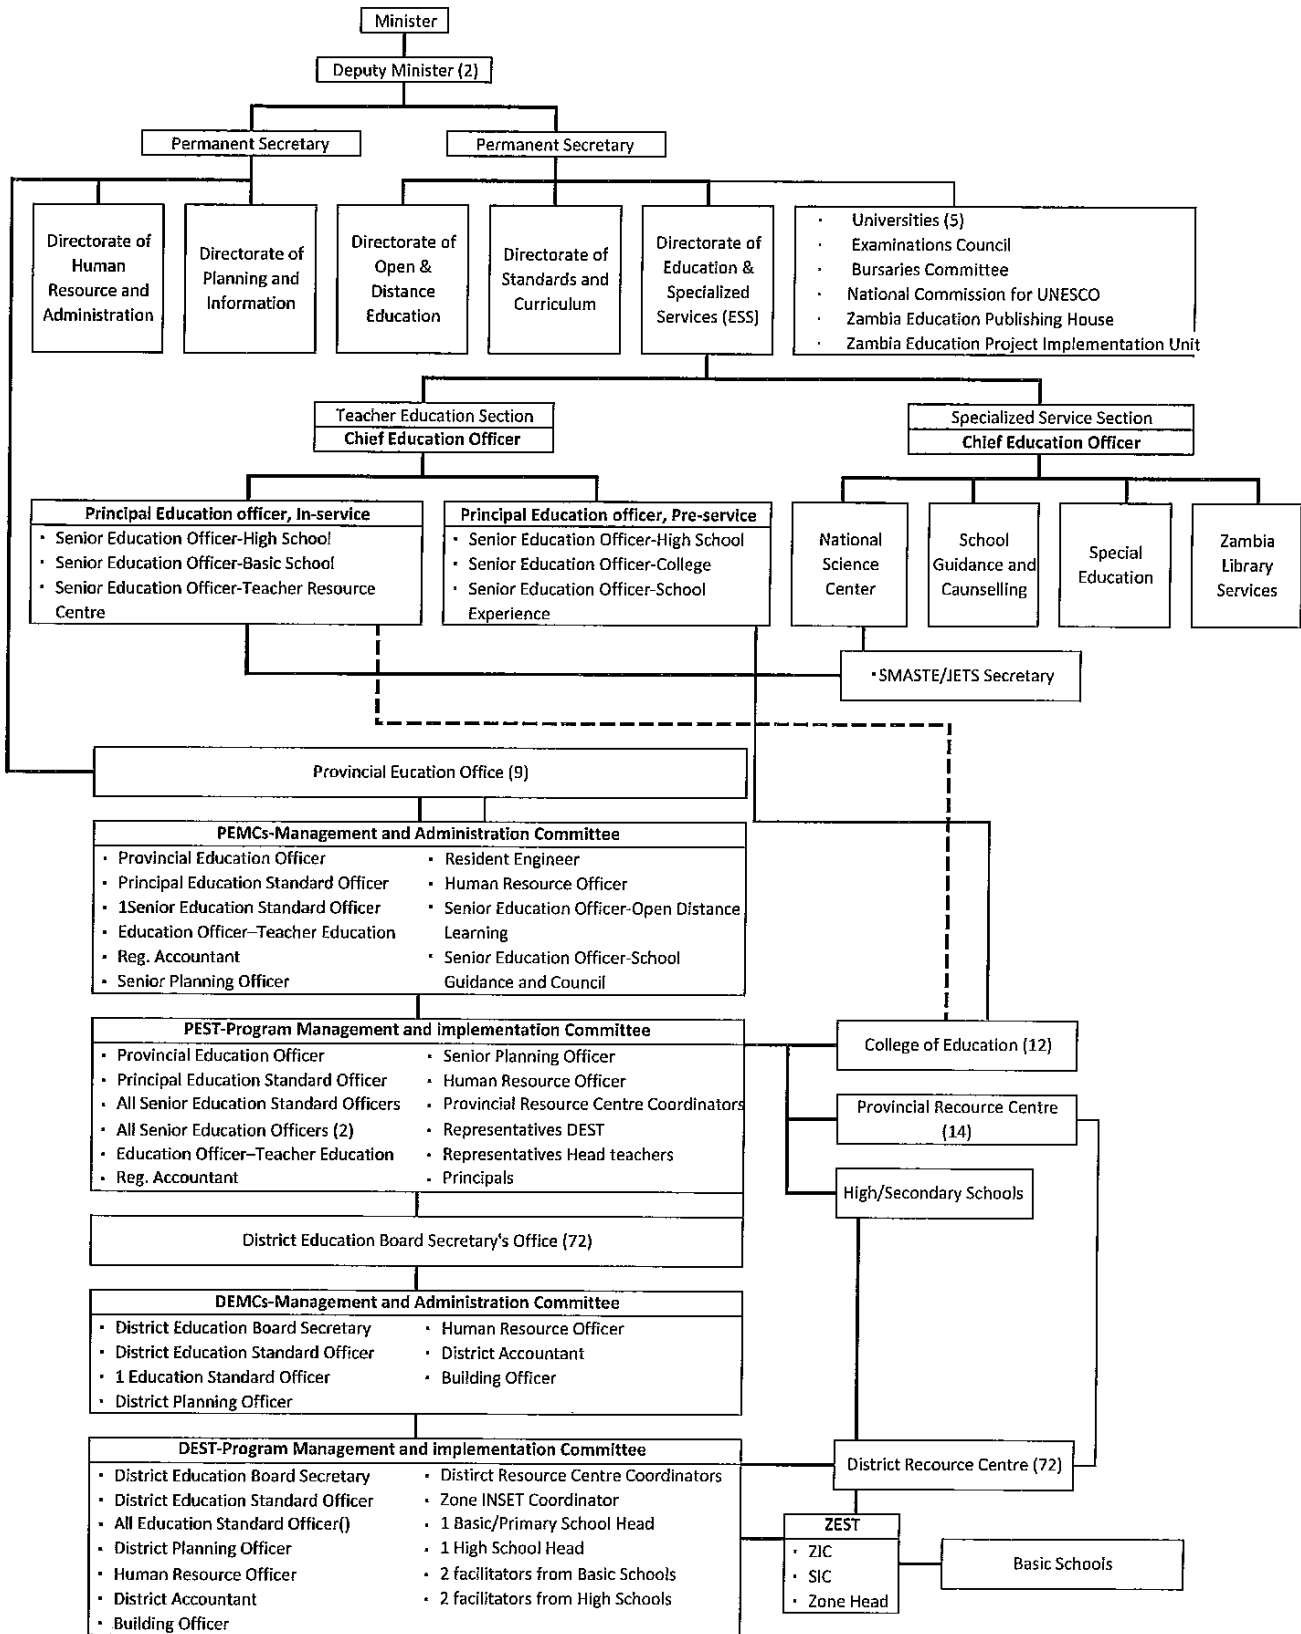 Minister
Deputy Minister (2)
Permanent Secretary
Permanent Secretary
Directorate of
Human
Resource and
Administration
Directorate of
Planning and
Information
Directorate of
Open &
Distance
Education
Directorate of
Standards and
Curriculum
Directorate of
Education &
Specialized
Services (ESS)
· Universities (5)
· Examinations Council
· Bursaries Committee
· National Commission for UNESCO
· Zambia Education Publishing House
· Zambia Education Project Implementation Unit
Teacher Education Section
Chief Education Officer
Specialized Service Section
Chief Education Officer
Principal Education officer, In-service
· Senior Education Officer-High School
· Senior Education Officer-Basic School
· Senior Education Officer-Teacher Resource
Centre
Principal Education officer, Pre-service
· Senior Education Officer-High School
· Senior Education Officer-College
· Senior Education Officer-School
Experience
National
Science
Center
School
Guidance and
Caunselling
Special
Education
Zambia
Library
Services
· SMASTE/JETS Secretary
Provincial Eucation Office (9)
PEMCs-Management and Administration Committee
· Provincial Education Officer
· Principal Education Standard Officer
· 1Senior Education Standard Officer
· Education Officer–Teacher Education
· Reg. Accountant
· Senior Planning Officer
· Resident Engineer
· Human Resource Officer
· Senior Education Officer-Open Distance
Learning
· Senior Education Officer-School
Guidance and Council
PEST-Program Management and implementation Committee
· Provincial Education Officer
· Principal Education Standard Officer
· All Senior Education Standard Officers
· All Senior Education Officers (2)
· Education Officer–Teacher Education
· Reg. Accountant
· Senior Planning Officer
· Human Resource Officer
· Provincial Resource Centre Coordinators
· Representatives DEST
· Representatives Head teachers
· Principals
College of Education (12)
Provincial Recource Centre
(14)
High/Secondary Schools
District Education Board Secretary's Office (72)
DEMCs-Management and Administration Committee
· District Education Board Secretary
· District Education Standard Officer
· 1 Education Standard Officer
· District Planning Officer
· Human Resource Officer
· District Accountant
· Building Officer
DEST-Program Management and implementation Committee
· District Education Board Secretary
· District Education Standard Officer
· All Education Standard Officer()
· District Planning Officer
· Human Resource Officer
· District Accountant
· Building Officer
· Distirct Resource Centre Coordinators
· Zone INSET Coordinator
· 1 Basic/Primary School Head
· 1 High School Head
· 2 facilitators from Basic Schools
· 2 facilitators from High Schools
District Recource Centre (72)
ZEST
· ZIC
· SIC
· Zone Head
Basic Schools